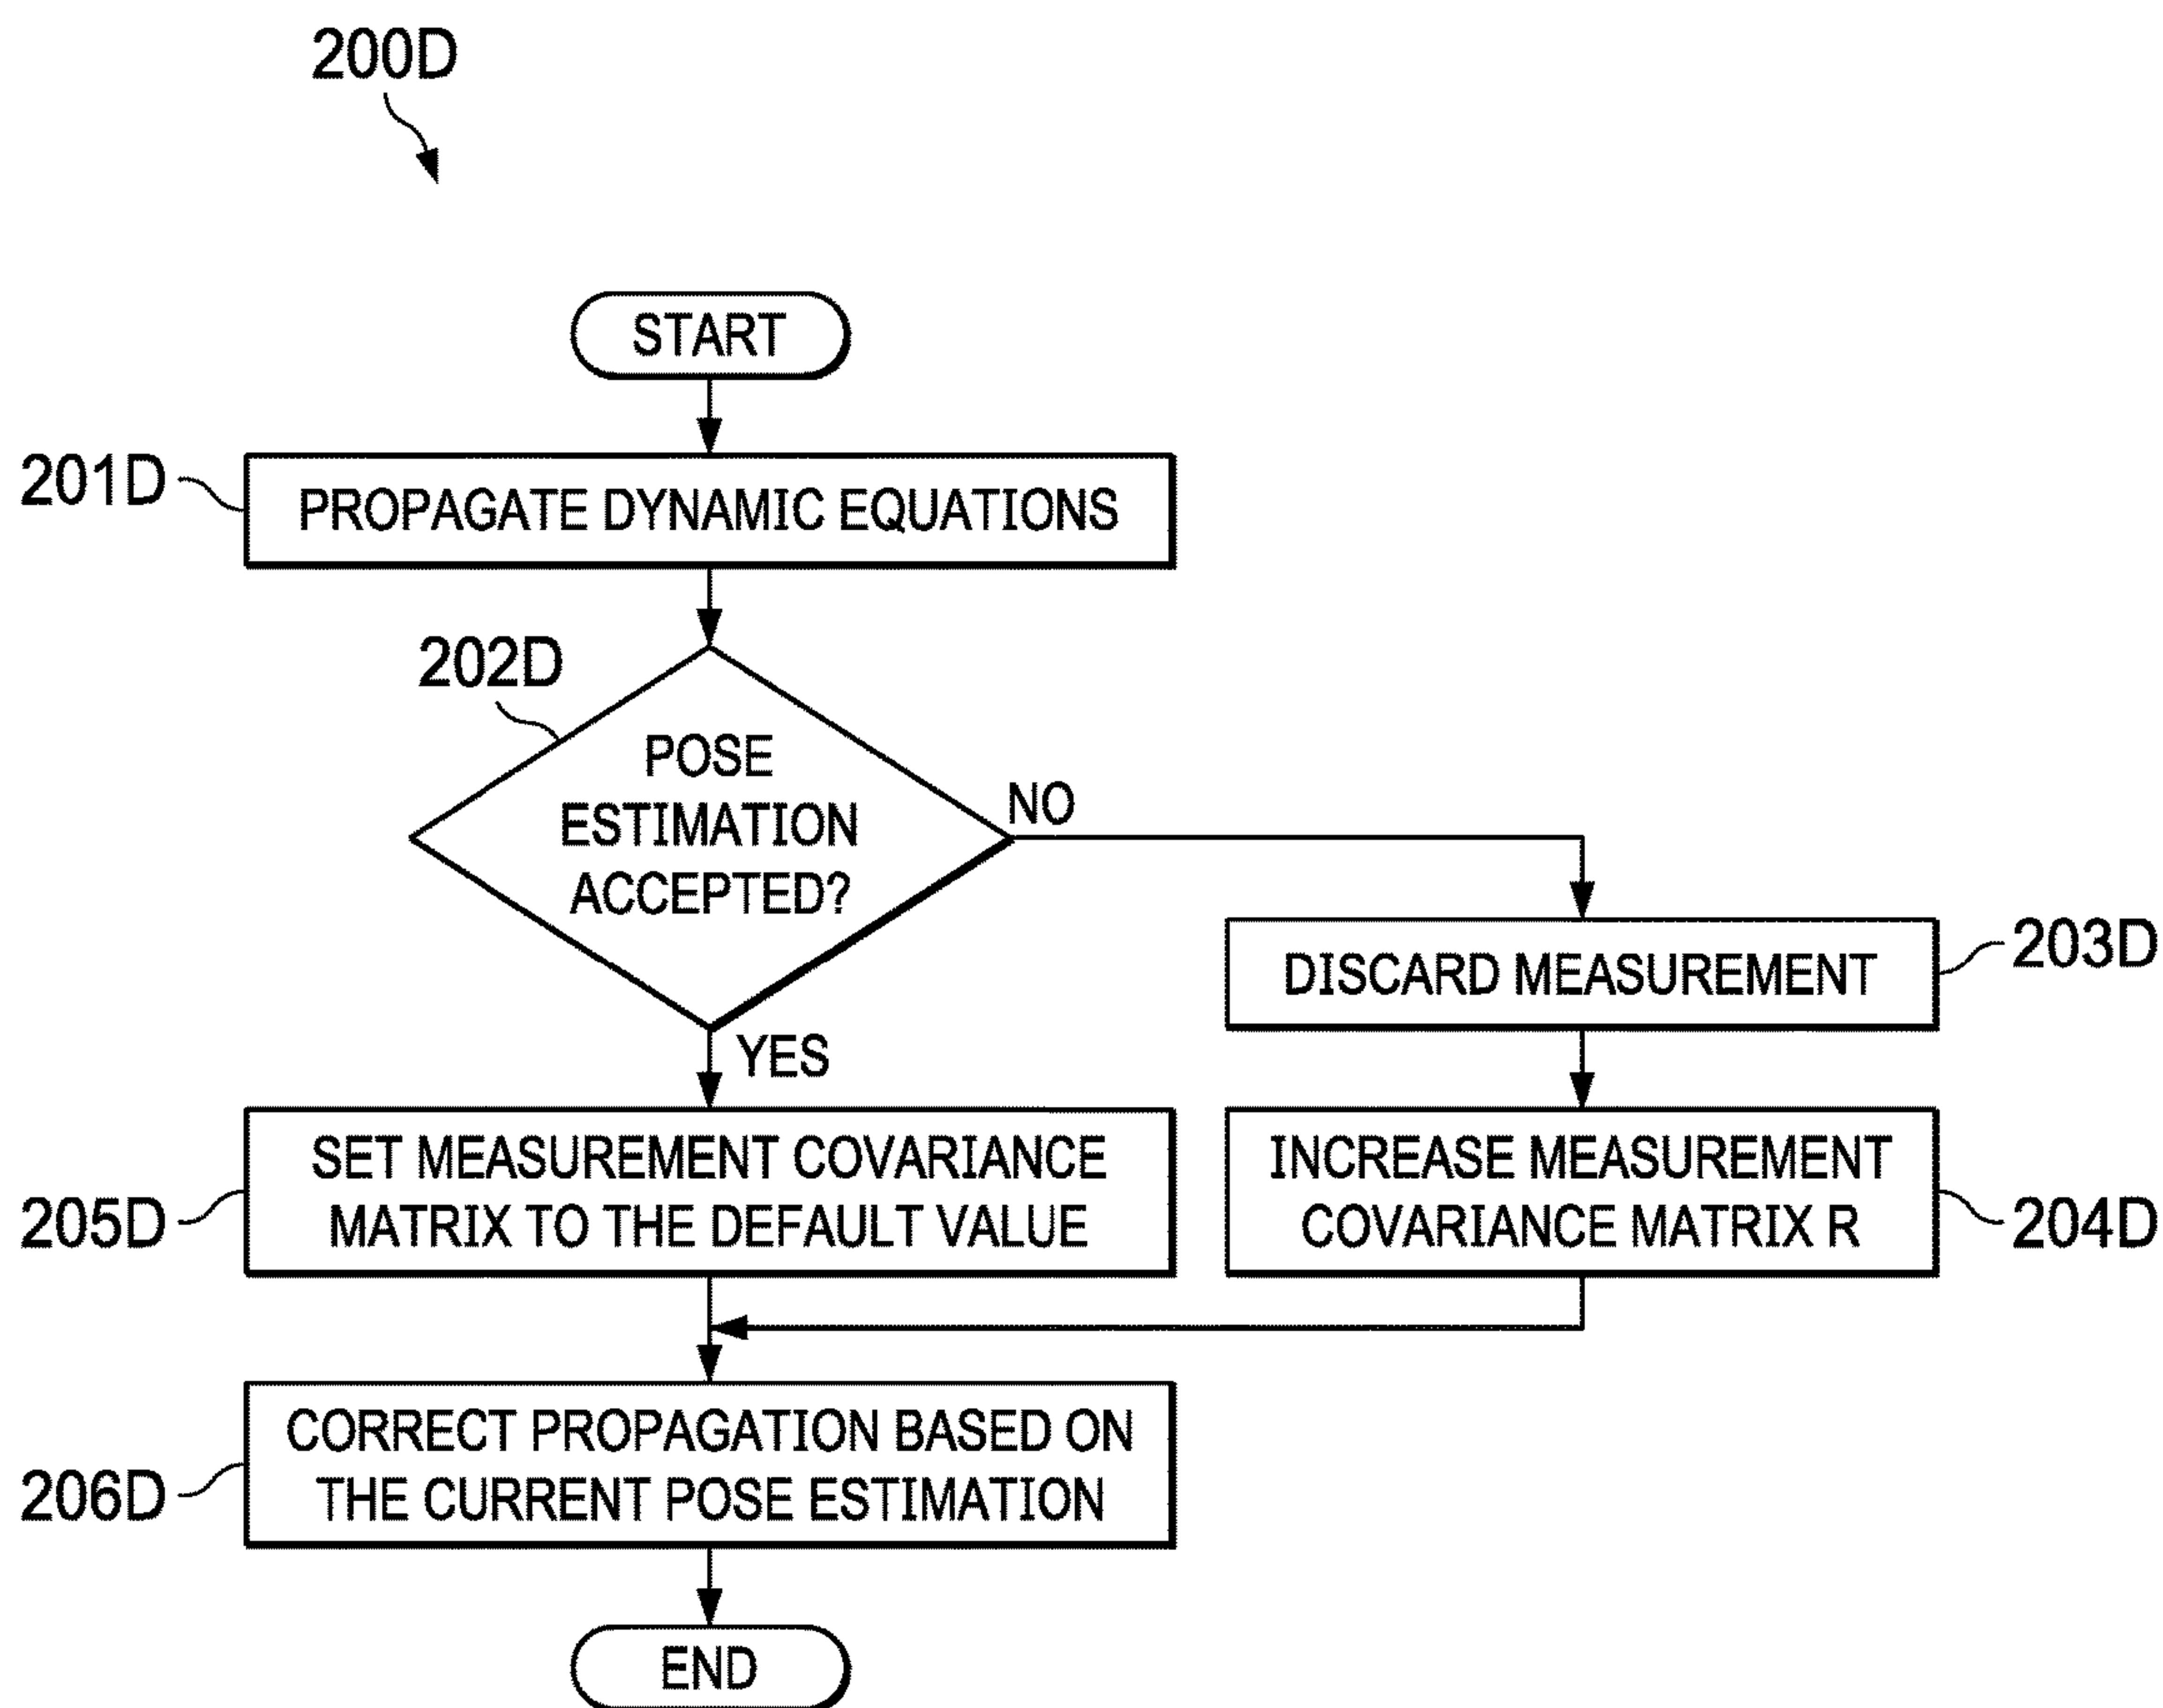 200D
START
201D
PROPAGATE DYNAMIC EQUATIONS
202D
POSE
ESTIMATION
ACCEPTED?
NO
YES
DISCARD MEASUREMENT
203D
205D
SET MEASUREMENT COVARIANCE
MATRIX TO THE DEFAULT VALUE
INCREASE MEASUREMENT
COVARIANCE MATRIX R
204D
206D
CORRECT PROPAGATION BASED ON
THE CURRENT POSE ESTIMATION
END